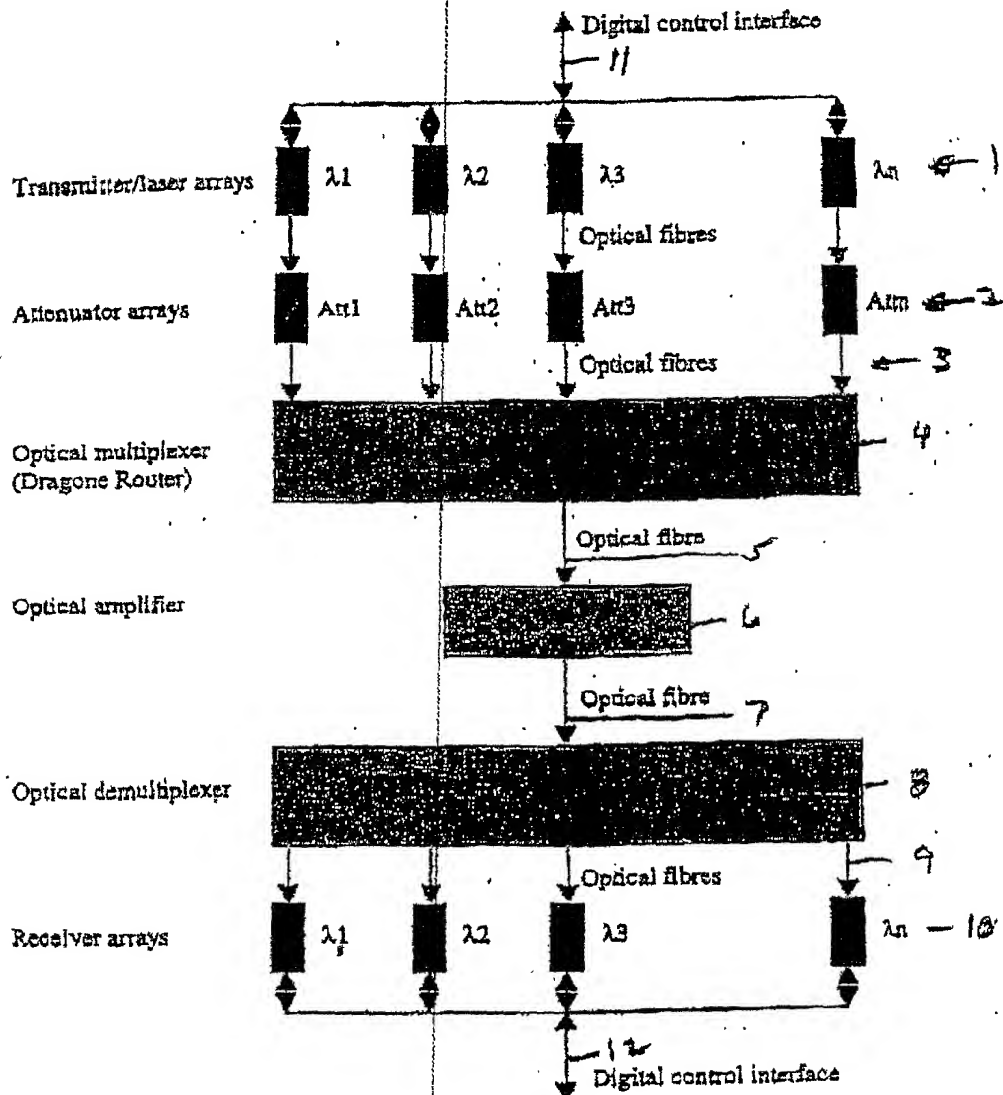 Digital control interface
11
Transmitter/laser arrays λ1 λ2 λ3 λn 1
Optical fibres
Attenuator arrays Att1 Att2 Att3 Attn 2
Optical fibres 3
Optical multiplexer 4
(Dragone Router)
Optical fibre 5
Optical amplifier 6
Optical fibre 7
Optical demultiplexer 8
Optical fibres 9
Receiver arrays λ1 λ2 λ3 λn 10
12
Digital control interface